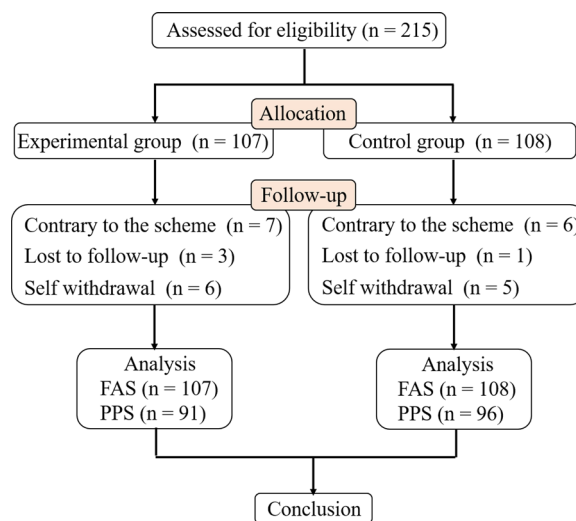 Assessed for eligibility (n = 215)
Allocation
Experimental group (n = 107)
Control group (n = 108)
Follow-up
Contrary to the scheme (n = 7)
Lost to follow-up (n = 3)
Self withdrawal (n = 6)
Contrary to the scheme (n = 6)
Lost to follow-up (n = 1)
Self withdrawal (n = 5)
Analysis
FAS (n = 107)
PPS (n = 91)
Analysis
FAS (n = 108)
PPS (n = 96)
Conclusion